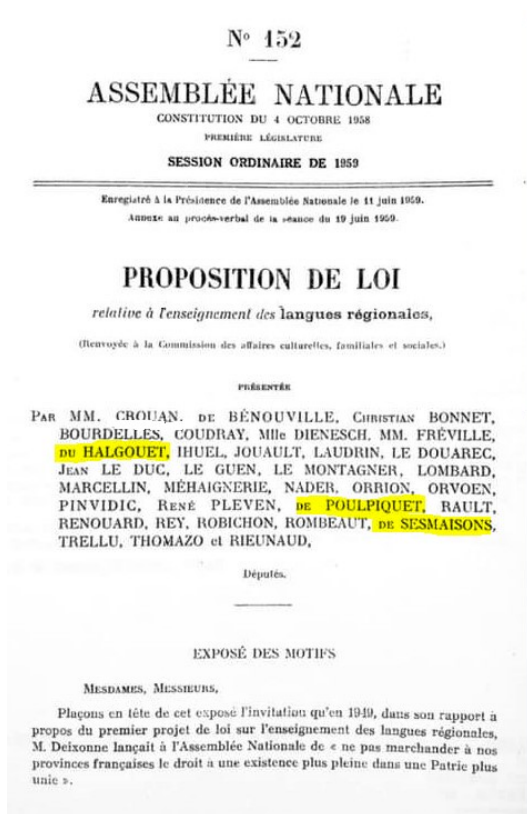 N° 152
ASSEMBLÉE NATIONALE
CONSTITUTION DU 4 OCTOBRE 1958
PREMIÈRE LÉGISLATURE
SESSION ORDINAIRE DE 1959
Enregistré à la Présidence de l'Assemblée Nationale le 11 juin 1959.
Annexe au procès-verbal de la séance du 19 juin 1959.
PROPOSITION DE LOI
relative à l'enseignement des langues régionales,
(Renvoyée à la Commission des affaires culturelles, familiales et sociales.)
PRÉSENTÉE
PAR MM. CROUAN, DE BÉNOUVILLE, CHRISTIAN BONNET,
BOURDELLES, COUDRAY, Mlle DIENESCH, MM. FRÉVILLE,
DU HALGOUET, IHUEL, JOUAULT, LAUDRIN, LE DOUAREC,
JEAN LE DUC, LE GUEN, LE MONTAGNER, LOMBARD,
MARCELLIN, MÉHAIGNERIE, NADER, ORRION, ORVOEN,
PINVIDIC, RENÉ PLEVEN, DE POULPIQUET, RAULT,
RENOUARD, REY, ROBICHON, ROMBEAUT, DE SESMAISONS,
TRELLU, THOMAZO et RIEUNAUD,
Députés.
EXPOSÉ DES MOTIFS
MESDAMES, MESSIEURS,
Plaçons en tête de cet exposé l'invitation qu'en 1949, dans son rapport à
propos du premier projet de loi sur l'enseignement des langues régionales,
M. Deixonne lançait à l'Assemblée Nationale de « ne pas marchander à nos
provinces françaises le droit à une existence plus pleine dans une Patrie plus
unie ».